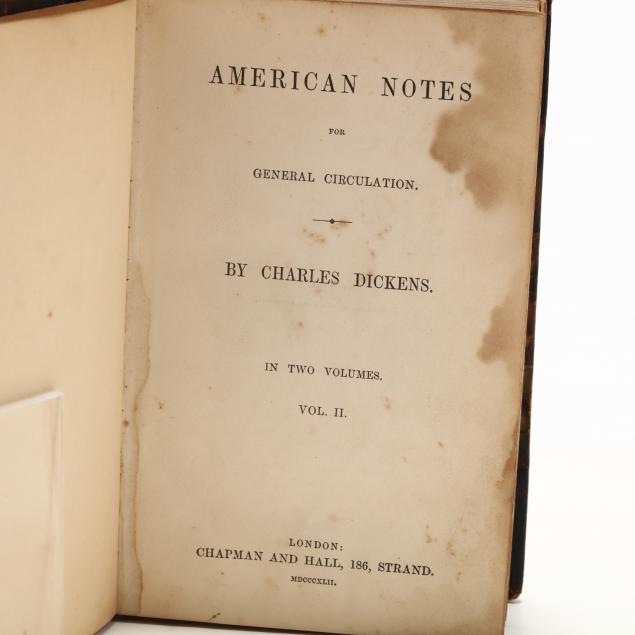 AMERICAN NOTES
FOR
GENERAL CIRCULATION.
BY CHARLES DICKENS.
IN TWO VOLUMES.
VOL. II.
LONDON:
CHAPMAN AND HALL, 186, STRAND.
MDCCCXLII.